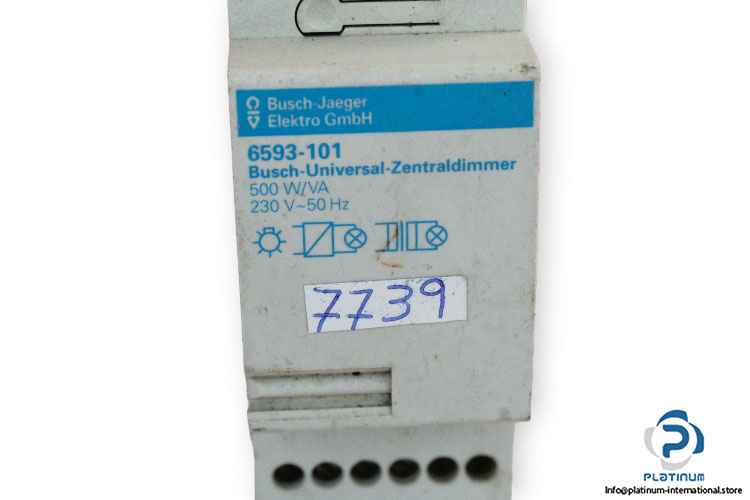 Busch-Jaeger
Elektro GmbH
6593-101
Busch-Universal-Zentraldimmer
500 W/VA
230 V~50 Hz
7739
PLATINUM
Info@platinum-international.store